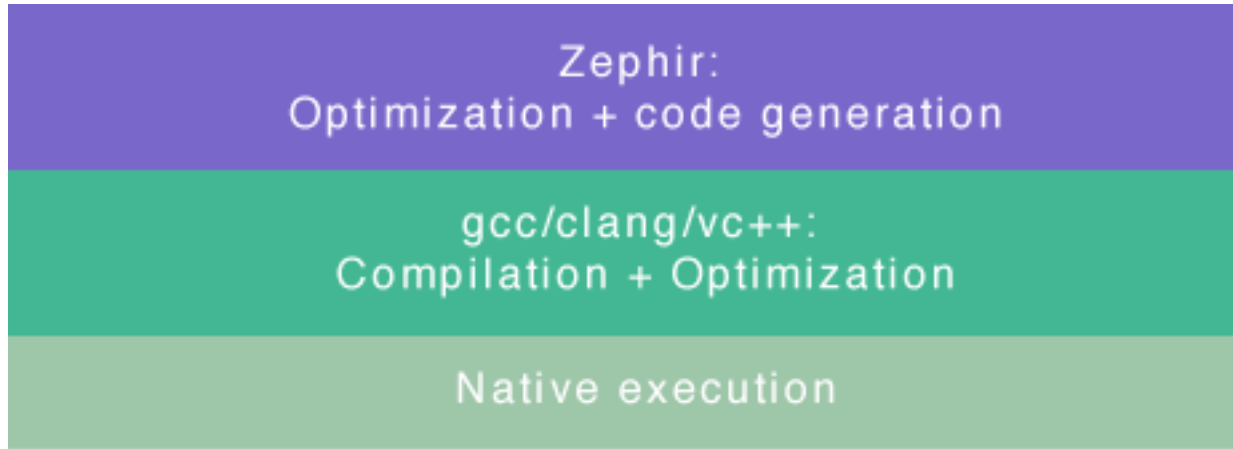 Zephir:
Optimization + code generation
gcc/clang/vc++:
Compilation + Optimization
Native execution